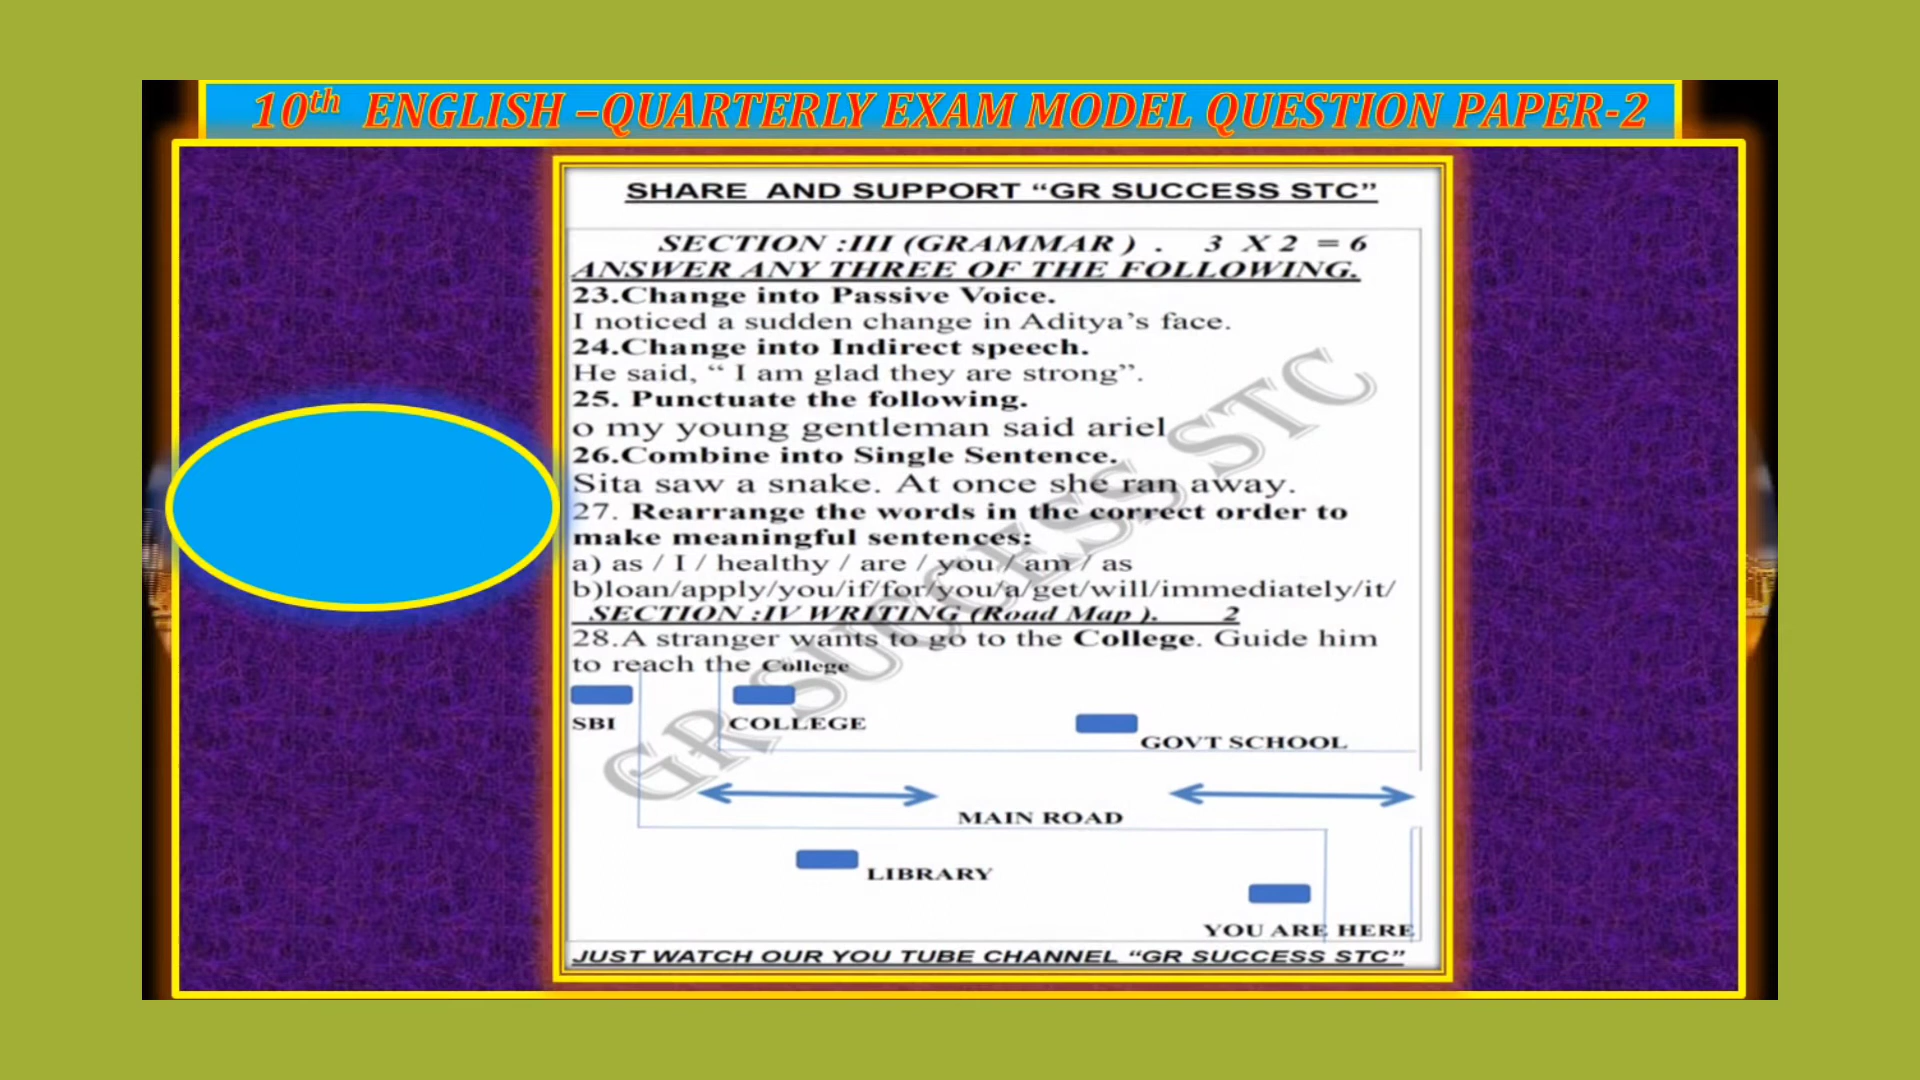 10th ENGLISH –QUARTERLY EXAM MODEL QUESTION PAPER-2
SHARE AND SUPPORT “GR SUCCESS STC”
SECTION :III (GRAMMAR ) . 3 X 2 = 6
ANSWER ANY THREE OF THE FOLLOWING.
23.Change into Passive Voice.
I noticed a sudden change in Aditya’s face.
24.Change into Indirect speech.
He said, “ I am glad they are strong”.
25. Punctuate the following.
o my young gentleman said ariel
26.Combine into Single Sentence.
Sita saw a snake. At once she ran away.
27. Rearrange the words in the correct order to
make meaningful sentences:
a) as / I / healthy / are / you / am / as
b)loan/apply/you/if/for/you/a/get/will/immediately/it/
SECTION :IV WRITING (Road Map ). 2
28.A stranger wants to go to the College. Guide him
to reach the College
SBI
COLLEGE
GOVT SCHOOL
MAIN ROAD
LIBRARY
YOU ARE HERE
GR SUCCESS STC
JUST WATCH OUR YOU TUBE CHANNEL “GR SUCCESS STC”